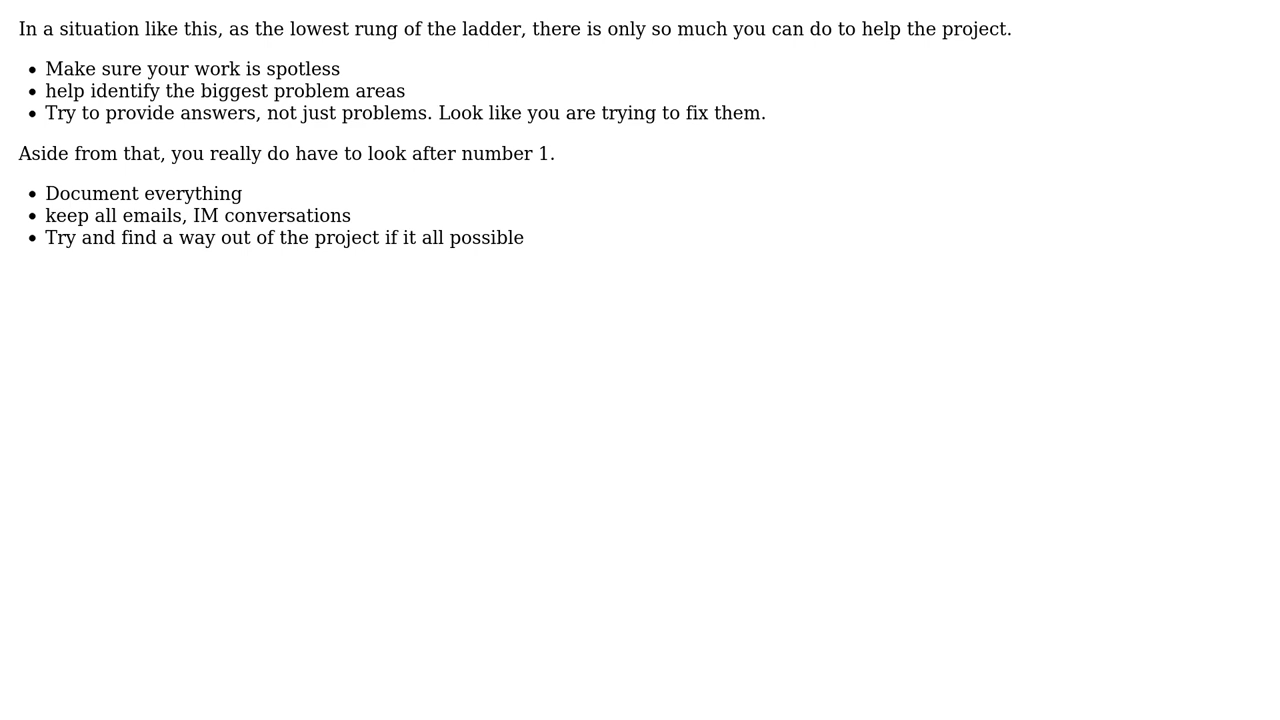 In a situation like this, as the lowest rung of the ladder, there is only so much you can do to help the project.
• Make sure your work is spotless
• help identify the biggest problem areas
• Try to provide answers, not just problems. Look like you are trying to fix them.
Aside from that, you really do have to look after number 1.
• Document everything
• keep all emails, IM conversations
• Try and find a way out of the project if it all possible